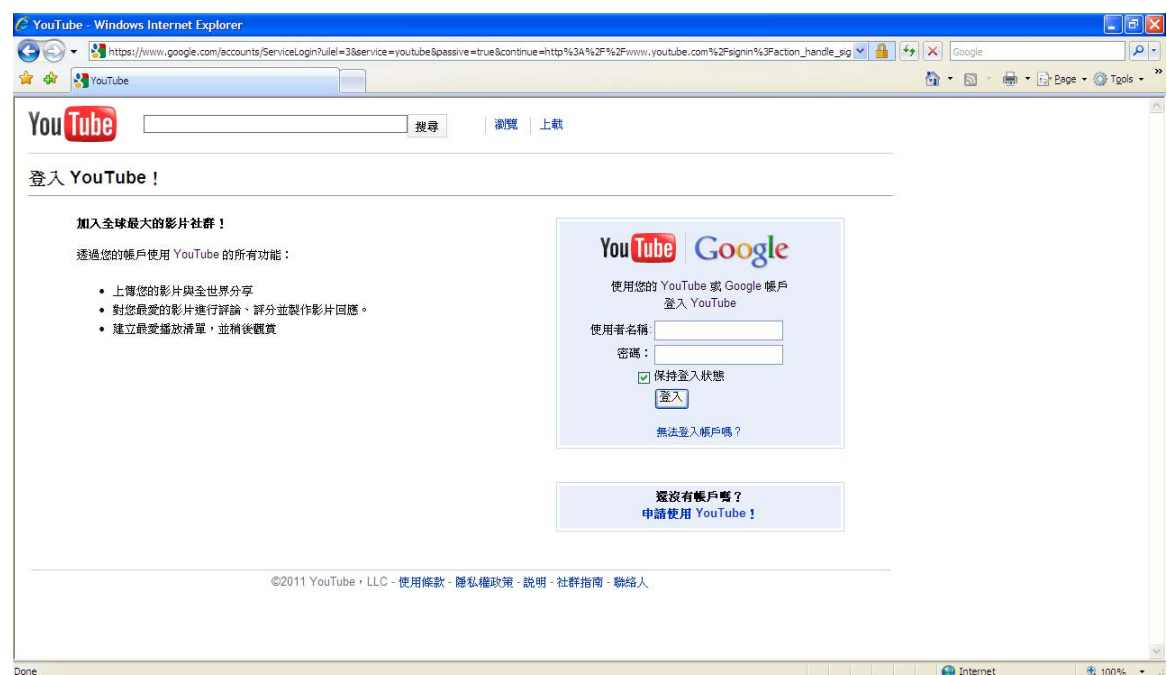 YouTube - Windows Internet Explorer
https://www.google.com/accounts/ServiceLogin?uilel=3&service=youtube&passive=true&continue=http%3A%2F%2Fwww.youtube.com%2Fsignin%3Faction_handle_sig
Google
YouTube
Page
Tools
You Tube
搜尋
瀏覽
上載
登入 YouTube！
加入全球最大的影片社群！
透過您的帳戶使用 YouTube 的所有功能：
• 上傳您的影片與全世界分享
• 對您最愛的影片進行評論、評分並製作影片回應。
• 建立最愛播放清單，並稍後觀賞
You Tube Google
使用您的 YouTube 或 Google 帳戶
登入 YouTube
使用者名稱:
密碼：
保持登入狀態
登入
無法登入帳戶嗎？
還沒有帳戶嗎？
申請使用 YouTube！
©2011 YouTube，LLC - 使用條款 - 隱私權政策 - 說明 - 社群指南 - 聯絡人
Done
Internet
100%